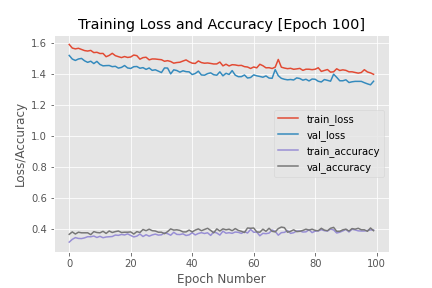 Training Loss and Accuracy [Epoch 100]
1.6
1.4
1.2
1.0
0.8
0.6
0.4
Loss/Accuracy
train_loss
val_loss
train_accuracy
val_accuracy
0 20 40 60 80 100
Epoch Number